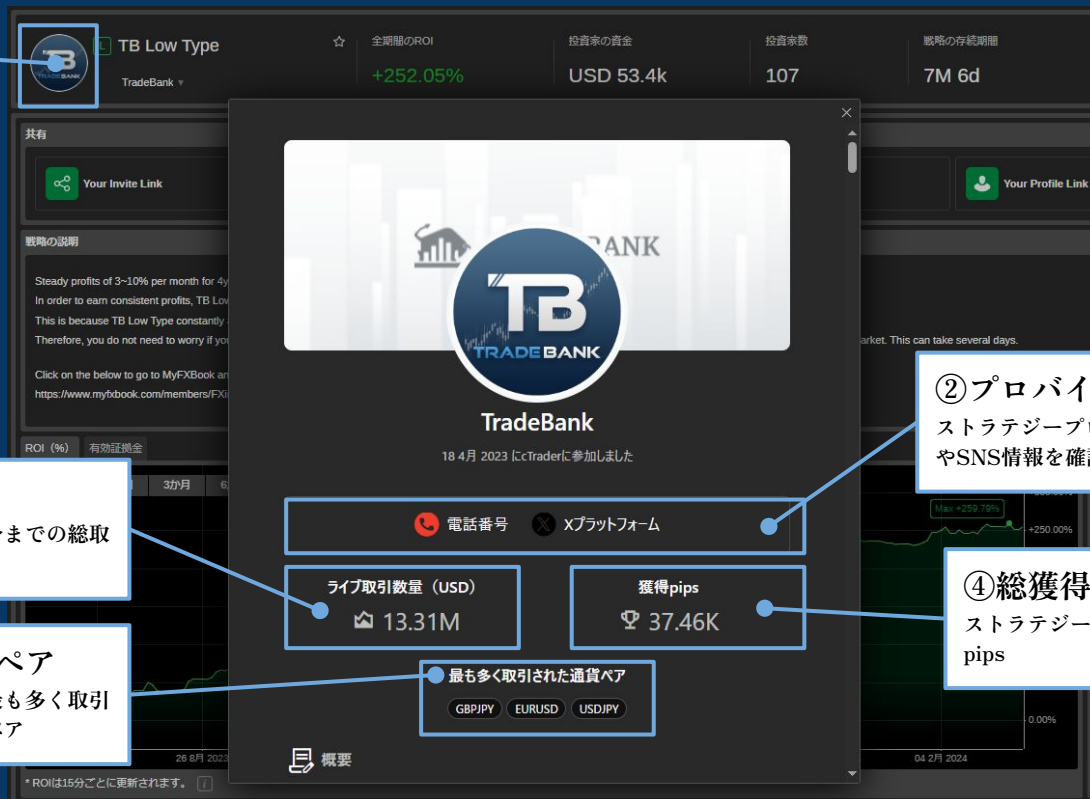 TB
TRADEBANK
L TB Low Type
TradeBank
全期間のROI
+252.05%
投資家の資金
USD 53.4k
投資家数
107
戦略の存続期間
7M 6d
共有
Your Invite Link
Your Profile Link
戦略の説明
Steady profits of 3~10% per month for
In order to earn consistent profits, TB
This is because TB Low Type constantly
Therefore, you do not need to worry if
market. This can take several days.
Click on the below to go to MyFXBook
https://www.myfxbook.com/members/
BANK
TB
TRADEBANK
TradeBank
18 4月 2023 にcTraderに参加しました
電話番号 Xプラットフォーム
ライブ取引数量（USD）
13.31M
獲得pips
37.46K
最も多く取引された通貨ペア
GBPJPY EURUSD USDJPY
概要
②プロバイ
ストラテジープ
やSNS情報を確
までの総取
④総獲得
ストラテジー
pips
ペア
も多く取引
ROI（%） 有効証拠金
3か月
Max +259.79%
+250.00%
0.00%
26 8月 2023
04 2月 2024
* ROIは15分ごとに更新されます。